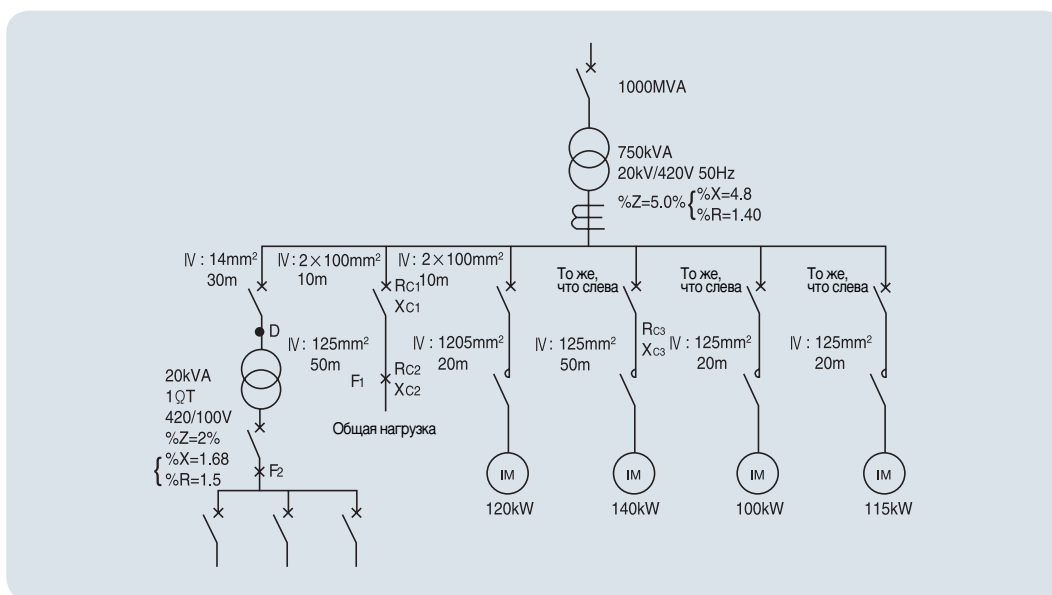 1000MVA
750kVA
20kV/420V 50Hz
%Z=5.0% { %X=4.8
%R=1.40
IV : 14mm²
30m
IV : 2×100mm²
10m
RC1
XC1
IV : 2×100mm²
10m
То же,
что слева
То же,
что слева
То же,
что слева
D
IV : 125mm²
50m
F1
RC2
XC2
Общая нагрузка
IV : 1205mm²
20m
IV : 125mm²
50m
RC3
XC3
IV : 125mm²
20m
IV : 125mm²
20m
20kVA
1ΩT
420/100V
%Z=2%
{ %X=1.68
%R=1.5
F2
IM
120kW
IM
140kW
IM
100kW
IM
115kW